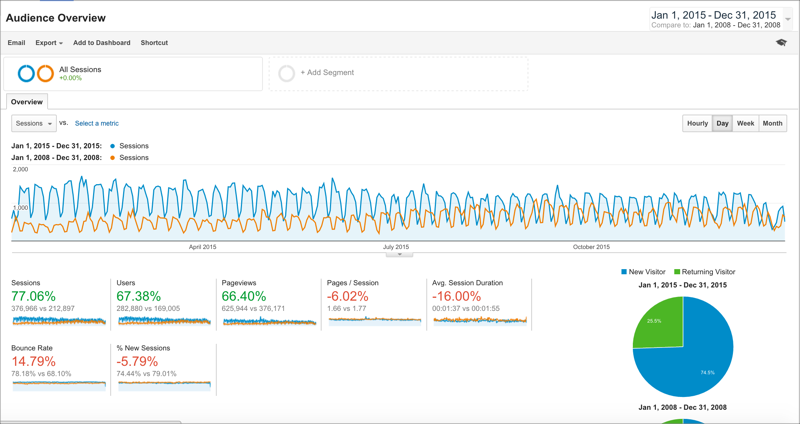 Audience Overview
Jan 1, 2015 - Dec 31, 2015
Compare to: Jan 1, 2008 - Dec 31, 2008
Email Export Add to Dashboard Shortcut
All Sessions
+0.00%
+ Add Segment
Overview
Sessions vs. Select a metric
Hourly Day Week Month
Jan 1, 2015 - Dec 31, 2015: Sessions
Jan 1, 2008 - Dec 31, 2008: Sessions
2,000
1,000
April 2015 July 2015 October 2015
Sessions
77.06%
376,966 vs 212,897
Users
67.38%
282,880 vs 169,005
Pageviews
66.40%
625,944 vs 376,171
Pages / Session
-6.02%
1.66 vs 1.77
Avg. Session Duration
-16.00%
00:01:37 vs 00:01:55
Bounce Rate
14.79%
78.18% vs 68.10%
% New Sessions
-5.79%
74.44% vs 79.01%
New Visitor Returning Visitor
Jan 1, 2015 - Dec 31, 2015
25.5%
74.5%
Jan 1, 2008 - Dec 31, 2008